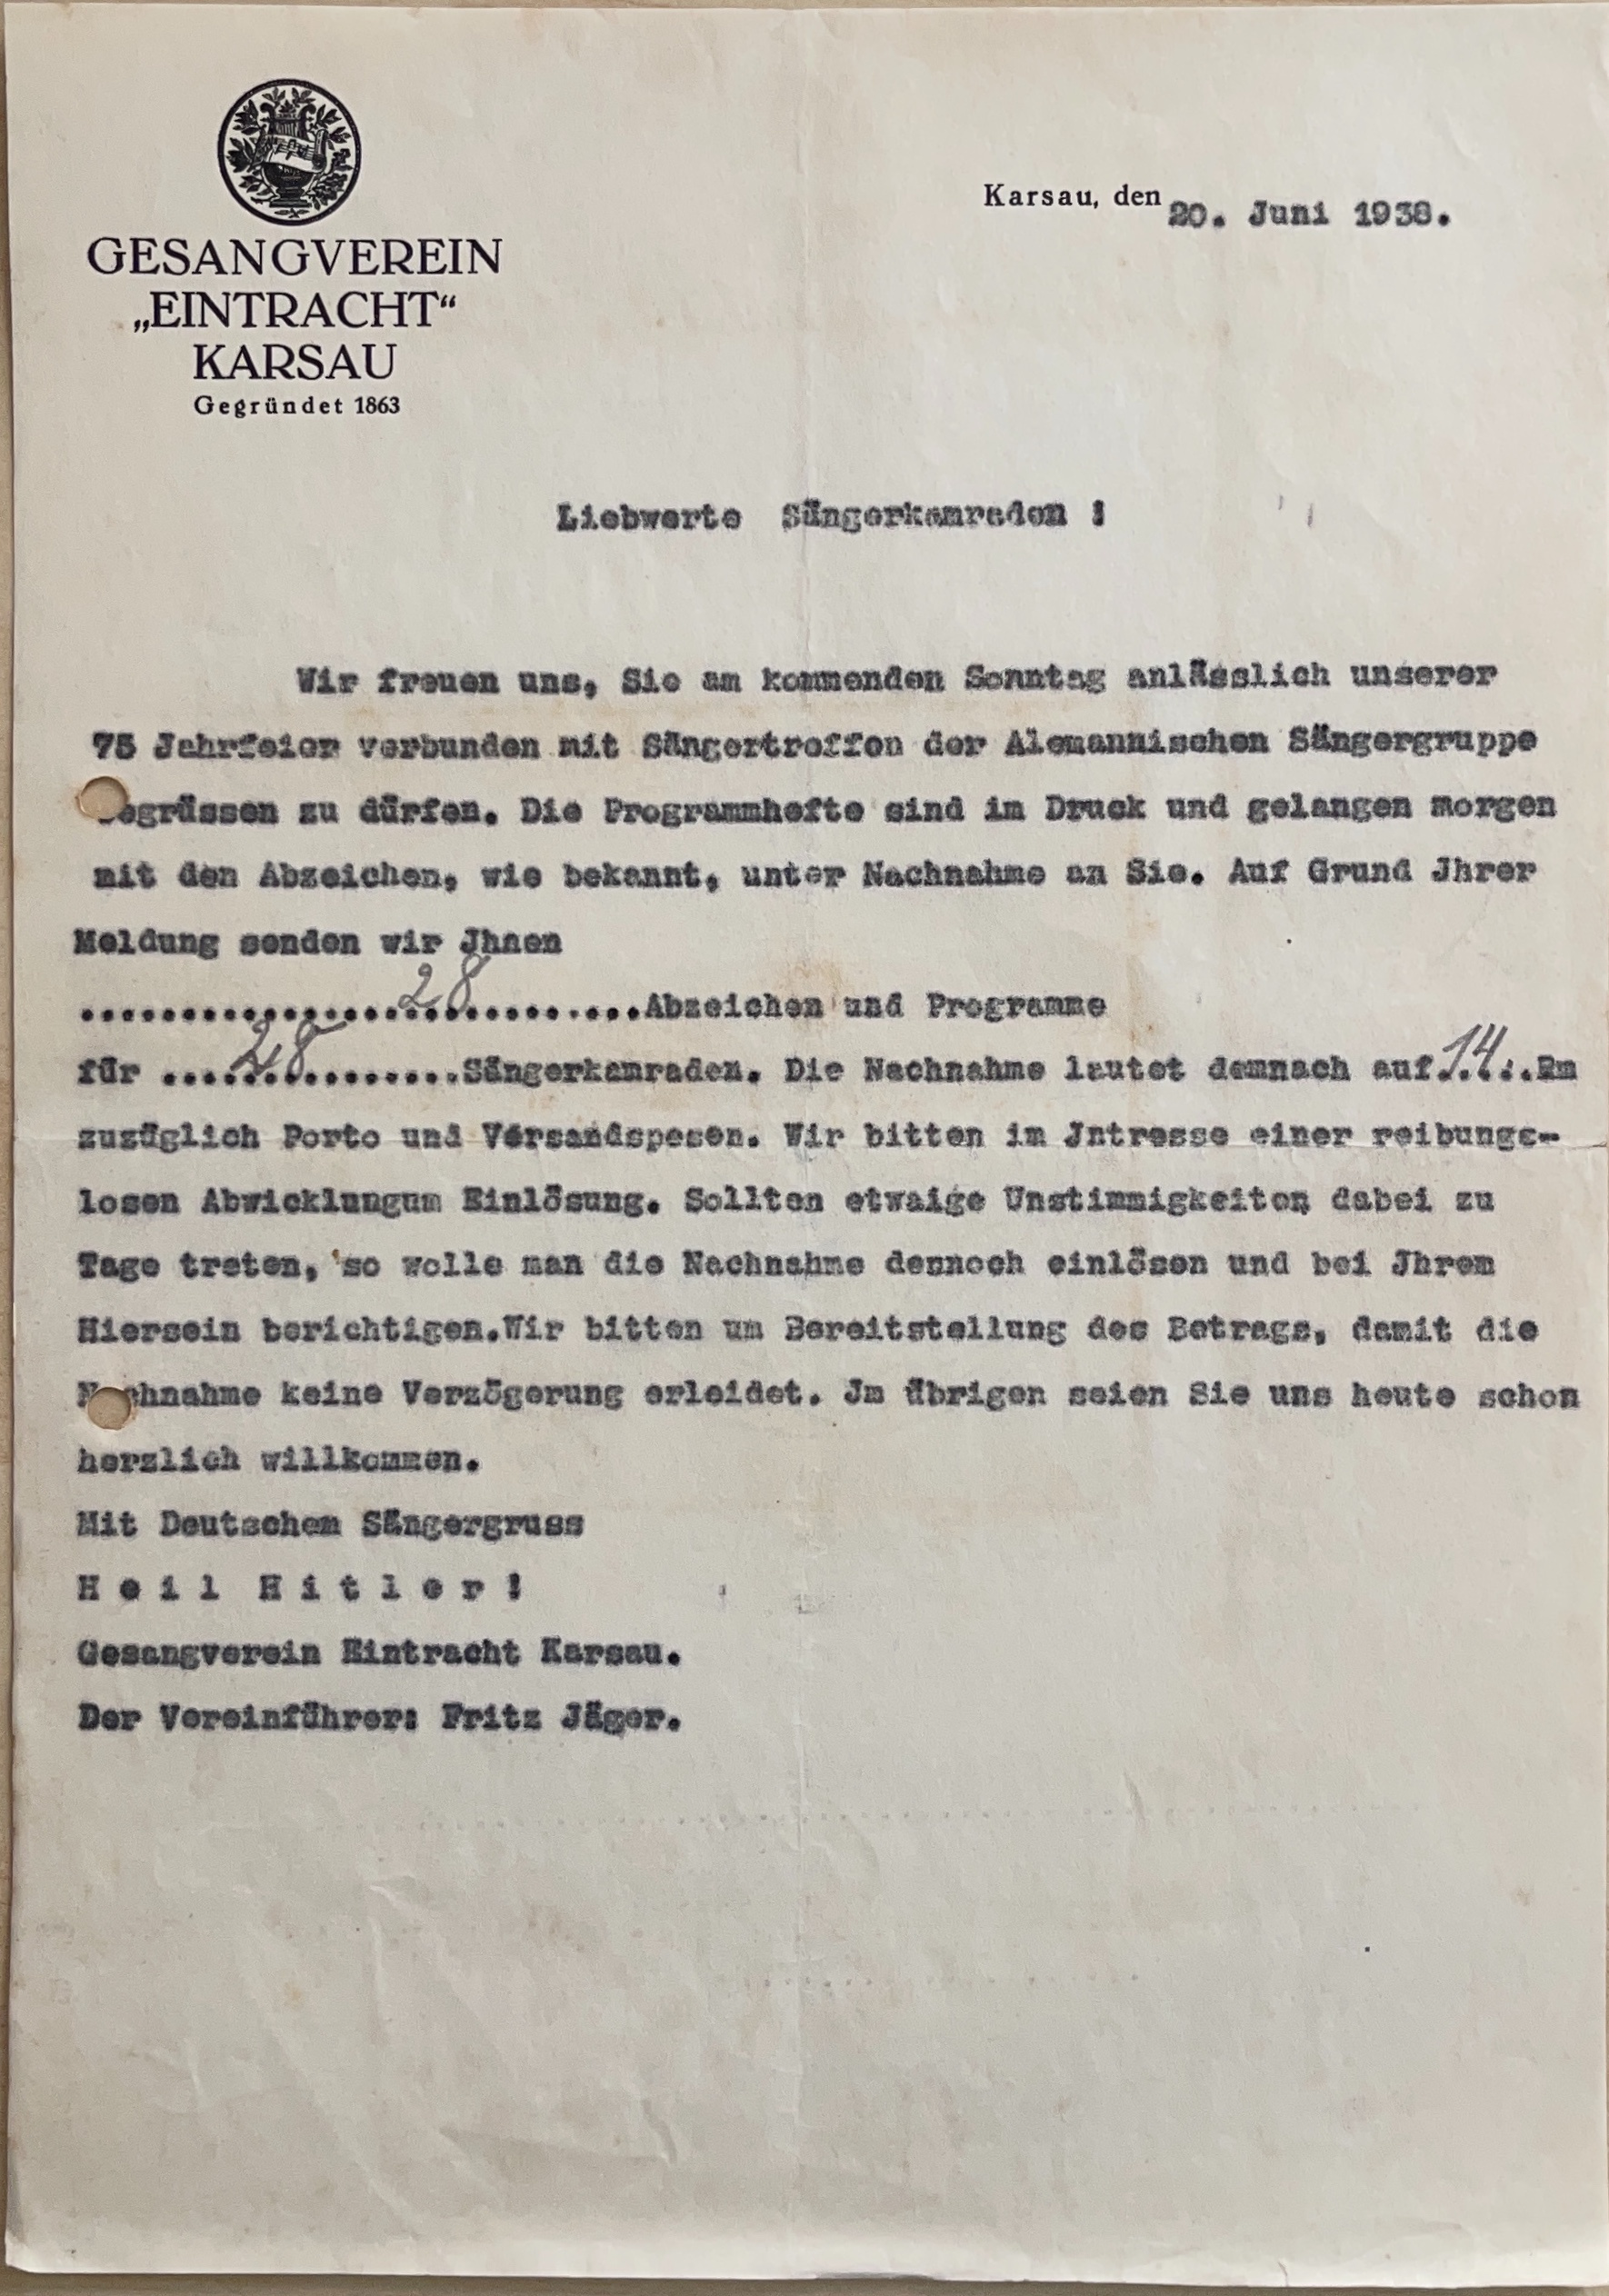 GESANGVEREIN
„EINTRACHT“
KARSAU
Gegründet 1863
Karsau, den 20. Juni 1938.
Liebwerte Sängerkamraden !
Wir freuen uns, Sie am kommenden Sonntag anlässlich unserer
75 Jahrfeier verbunden mit Sängertreffen der Alemannischen Sängergruppe
egrüssen zu dürfen. Die Programmhefte sind im Druck und gelangen morgen
mit den Abzeichen, wie bekannt, unter Nachnahme an Sie. Auf Grund Jhrer
Meldung senden wir Jhnen
............28............Abzeichen und Programme
für .....28.........Sängerkamraden. Die Nachnahme lautet demnach auf.14..Rm
zuzüglich Porto und Versandspesen. Wir bitten im Jntresse einer reibungs-
losen Abwicklungum Einlösung. Sollten etwaige Unstimmigkeiten dabei zu
Tage treten, so wolle man die Nachnahme dennoch einlösen und bei Jhrem
Hiersein berichtigen.Wir bitten um Bereitstellung des Betrags, damit die
N chnahme keine Verzögerung erleidet. Jm übrigen seien Sie uns heute schon
herzlich willkommen.
Mit Deutschem Sängergruss
H e i l  H i t l e r !
Gesangverein Eintracht Karsau.
Der Vereinführer: Fritz Jäger.